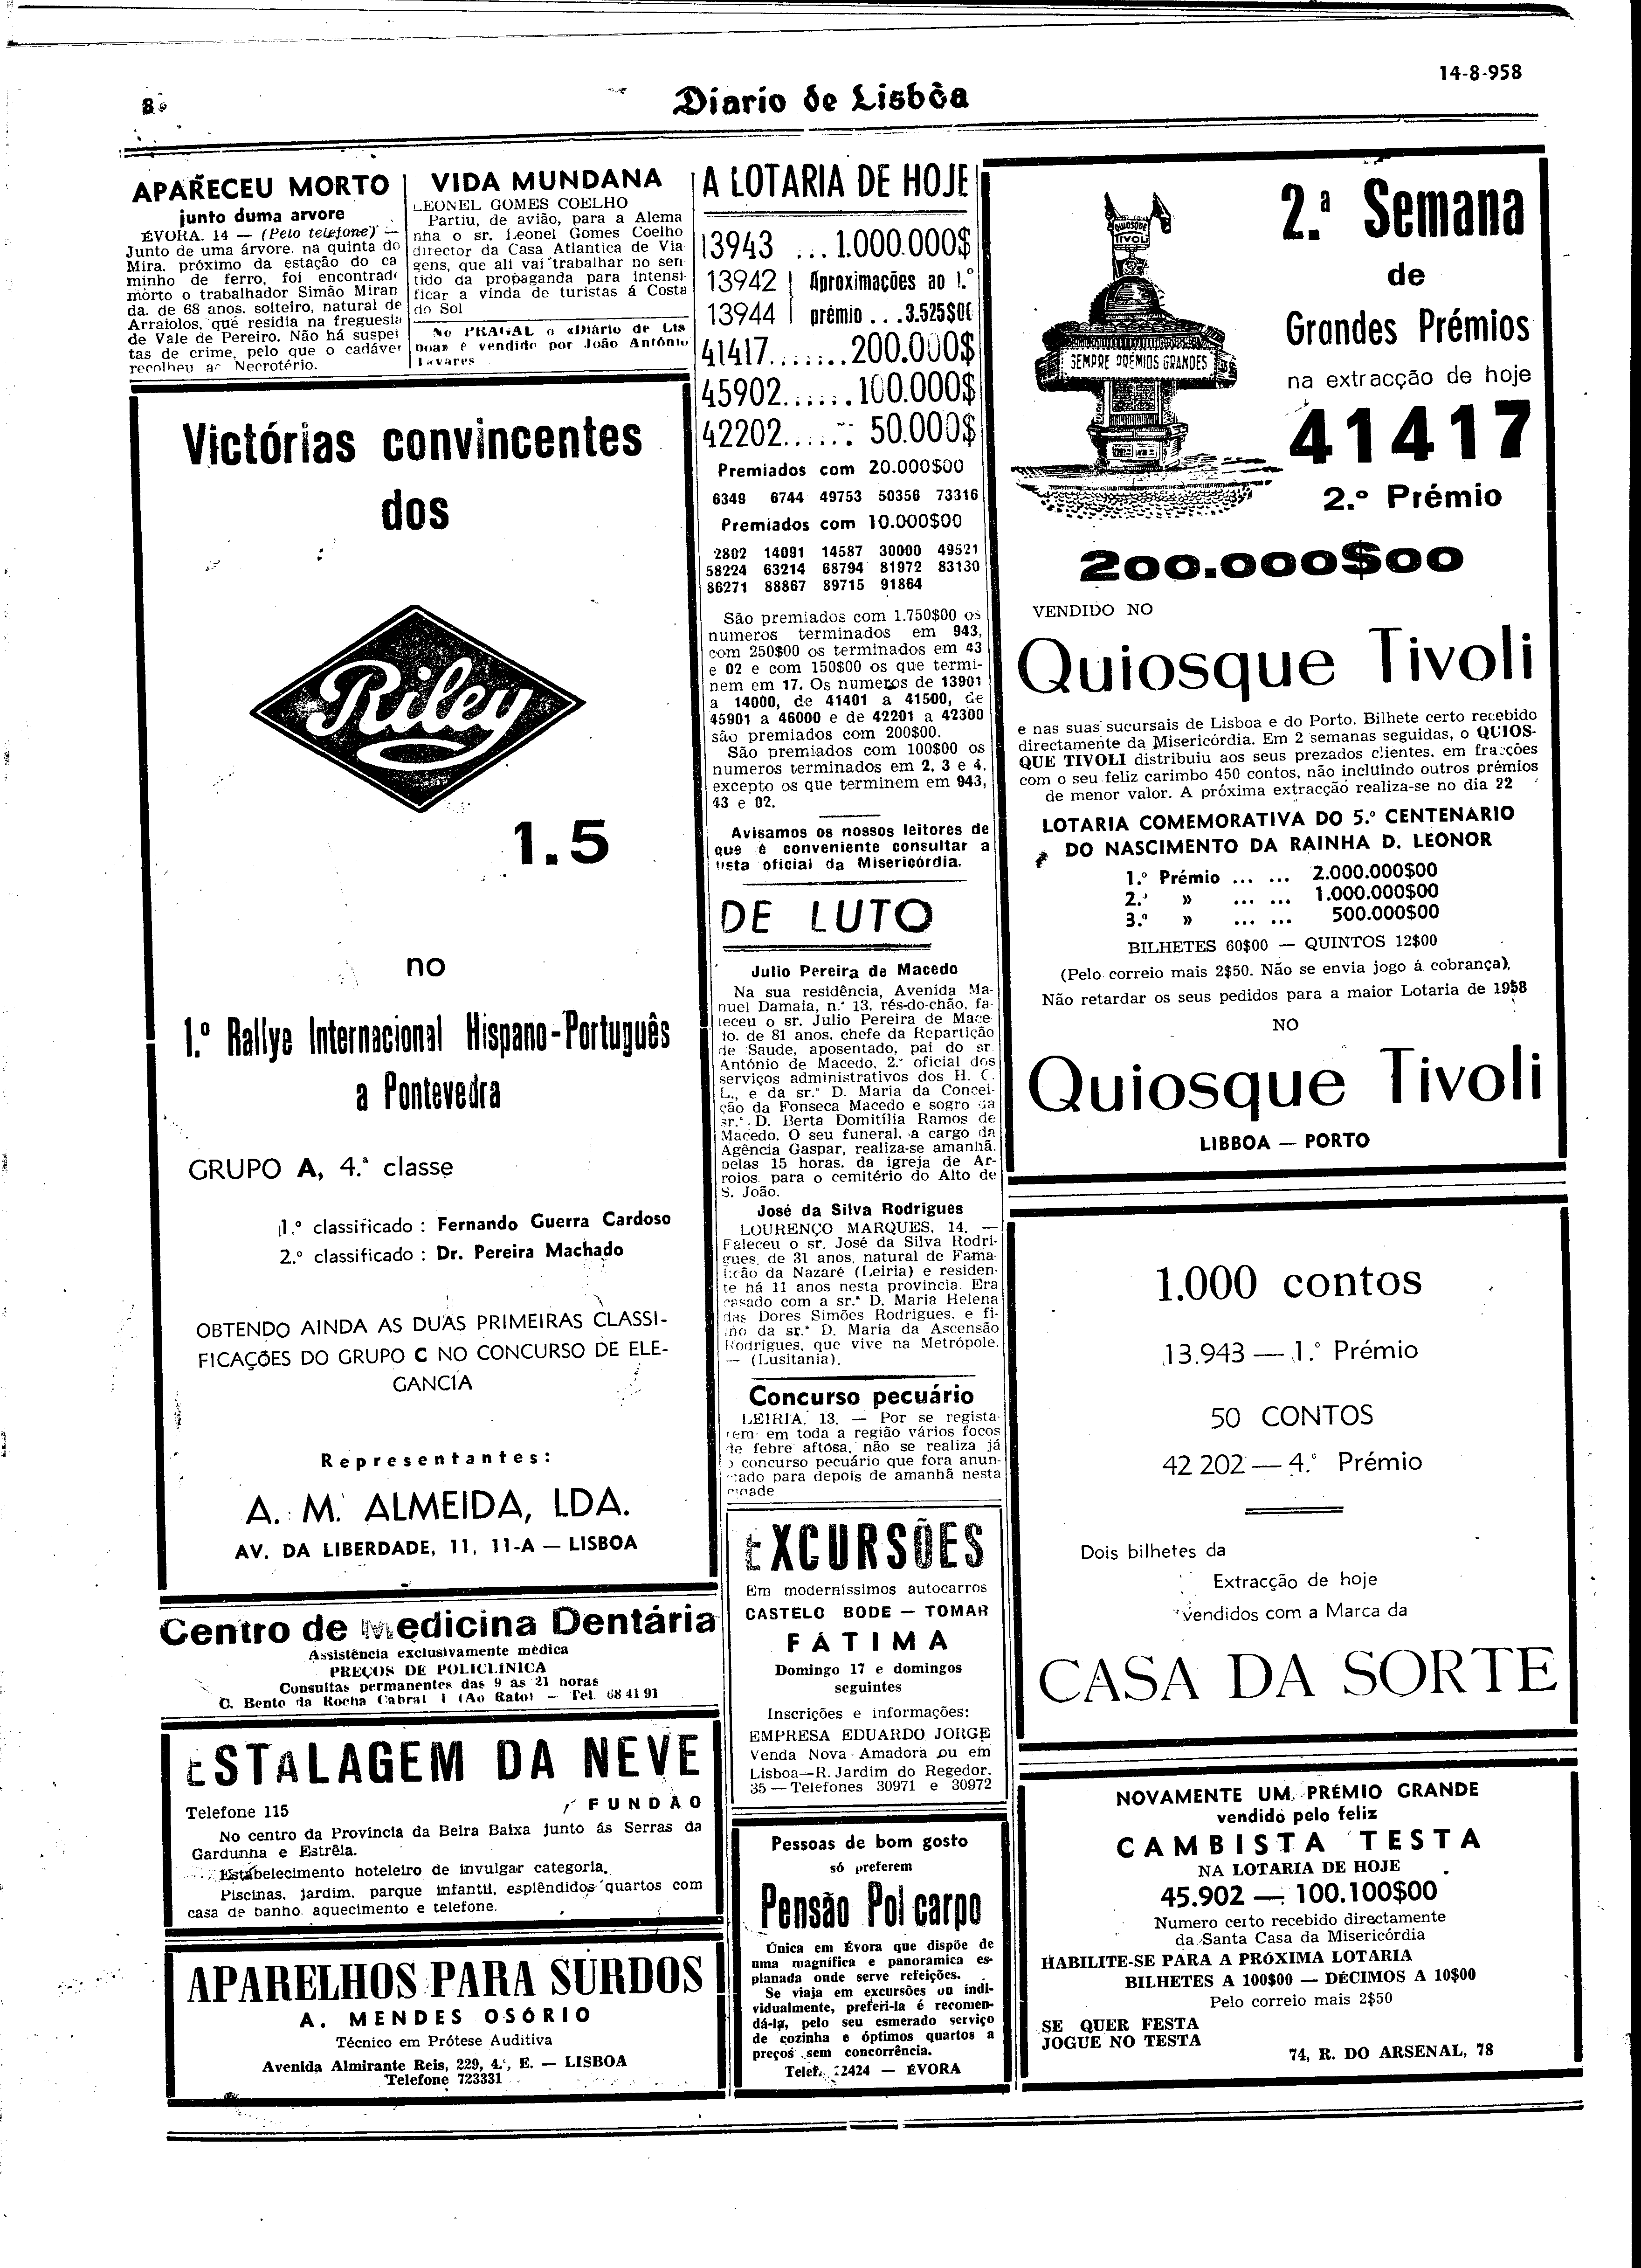 8
Diario de Lisbôa
14-8-958
APARECEU MORTO
junto duma arvore
ÉVORA, 14 — (Pelo telefone) —
Junto de uma árvore, na quinta do
Mira, próximo da estação do ca
minho de ferro, foi encontrado
morto o trabalhador Simão Miran
da, de 68 anos, solteiro, natural de
Arraiolos, que residia na freguesia
de Vale de Pereiro. Não há suspei
tas de crime, pelo que o cadáver
recolheu ao Necrotério.
VIDA MUNDANA
LEONEL GOMES COELHO
Partiu, de avião, para a Alema
nha o sr. Leonel Gomes Coelho
director da Casa Atlantica de Via
gens, que ali vai trabalhar no sen
tido da propaganda para intensi
ficar a vinda de turistas á Costa
do Sol
No PRAGAL o «Diário de Lis
boa» é vendido por João António
Tavares
Victórias convincentes
dos
Riley
1.5
no
1.º Rallye Internacional Hispano-Português
a Pontevedra
GRUPO A, 4.ª classe
1.º classificado : Fernando Guerra Cardoso
2.º classificado : Dr. Pereira Machado
OBTENDO AINDA AS DUAS PRIMEIRAS CLASSI-
FICAÇÕES DO GRUPO C NO CONCURSO DE ELE-
GANCIA
Representantes:
A. M. ALMEIDA, LDA.
AV. DA LIBERDADE, 11, 11-A — LISBOA
Centro de Medicina Dentária
Assistência exclusivamente médica
PREÇOS DE POLICLINICA
Consultas permanentes das 9 as 21 horas
C. Bento da Rocha Cabral 1 (Ao Rato) — Tel. 68 41 91
ESTALAGEM DA NEVE
Telefone 115
FUNDÃO
No centro da Província da Beira Baixa junto ás Serras da
Gardunha e Estrêla.
Estabelecimento hoteleiro de invulgar categoria.
Piscinas, jardim, parque infantil, esplêndidos quartos com
casa de banho, aquecimento e telefone.
APARELHOS PARA SURDOS
A. MENDES OSÓRIO
Técnico em Prótese Auditiva
Avenida Almirante Reis, 229, 4.º, E. — LISBOA
Telefone 723331
A LOTARIA DE HOJE
13943 ... 1.000.000$
13942 | Aproximações ao 1.º
13944 | prémio . . . 3.525$00
41417....... 200.000$
45902...... 100.000$
42202...... 50.000$
Premiados com 20.000$00
6349 6744 49753 50356 73316
Premiados com 10.000$00
2802 14091 14587 30000 49521
58224 63214 68794 81972 83130
86271 88867 89715 91864
São premiados com 1.750$00 os
numeros terminados em 943,
com 250$00 os terminados em 43
e 02 e com 150$00 os que termi-
nem em 17. Os numeros de 13901
a 14000, de 41401 a 41500, de
45901 a 46000 e de 42201 a 42300
são premiados com 200$00.
São premiados com 100$00 os
numeros terminados em 2, 3 e 4,
excepto os que terminem em 943,
43 e 02.
Avisamos os nossos leitores de
que é conveniente consultar a
lista oficial da Misericórdia.
DE LUTO
Julio Pereira de Macedo
Na sua residência, Avenida Ma-
nuel Damaia, n.º 13, rés-do-chão, fa-
leceu o sr. Julio Pereira de Mace
do, de 81 anos, chefe da Repartição
de Saude, aposentado, pai do sr.
António de Macedo, 2.º oficial dos
serviços administrativos dos H. C.
L., e da sr.ª D. Maria da Concei-
ção da Fonseca Macedo e sogro da
sr.ª D. Berta Domitília Ramos de
Macedo. O seu funeral, a cargo da
Agência Gaspar, realiza-se amanhã,
pelas 15 horas, da igreja de Ar-
roios, para o cemitério do Alto de
S. João.
José da Silva Rodrigues
LOURENÇO MARQUES, 14. —
Faleceu o sr. José da Silva Rodri-
gues, de 31 anos, natural de Fama-
licão da Nazaré (Leiria) e residen-
te há 11 anos nesta provincia. Era
casado com a sr.ª D. Maria Helena
das Dores Simões Rodrigues, e fi-
lho da sr.ª D. Maria da Ascensão
Rodrigues, que vive na Metrópole.
— (Lusitania).
Concurso pecuário
LEIRIA, 13. — Por se regista
rem em toda a região vários focos
de febre aftosa, não se realiza já
o concurso pecuário que fora anun-
ciado para depois de amanhã nesta
cidade
EXCURSÕES
Em modernissimos autocarros
CASTELO BODE — TOMAR
FÁTIMA
Domingo 17 e domingos
seguintes
Inscrições e informações:
EMPRESA EDUARDO JORGE
Venda Nova - Amadora ou em
Lisboa—R. Jardim do Regedor,
35 — Telefones 30971 e 30972
Pessoas de bom gosto
só preferem
Pensão Policarpo
Única em Évora que dispõe de
uma magnífica e panoramica es-
planada onde serve refeições.
Se viaja em excursões ou indi-
vidualmente, preferi-la é recomen-
dá-la, pelo seu esmerado serviço
de cozinha e óptimos quartos a
preços sem concorrência.
Telef. 22424 — ÉVORA
QUIOSQUE
TIVOLI
SEMPRE PRÉMIOS GRANDES
2.ª Semana
de
Grandes Prémios
na extracção de hoje
41417
2.º Prémio
200.000$00
VENDIDO NO
Quiosque Tivoli
e nas suas sucursais de Lisboa e do Porto. Bilhete certo recebido
directamente da Misericórdia. Em 2 semanas seguidas, o QUIOS-
QUE TIVOLI distribuiu aos seus prezados clientes, em fracções
com o seu feliz carimbo 450 contos, não incluindo outros prémios
de menor valor. A próxima extracção realiza-se no dia 22
LOTARIA COMEMORATIVA DO 5.º CENTENARIO
DO NASCIMENTO DA RAINHA D. LEONOR
1.º Prémio ... ... 2.000.000$00
2.º » ... ... 1.000.000$00
3.º » ... ... 500.000$00
BILHETES 60$00 — QUINTOS 12$00
(Pelo correio mais 2$50. Não se envia jogo á cobrança),
Não retardar os seus pedidos para a maior Lotaria de 1958
NO
Quiosque Tivoli
LIBBOA — PORTO
1.000 contos
13.943 — 1.º Prémio
50 CONTOS
42 202 — 4.º Prémio
Dois bilhetes da
Extracção de hoje
vendidos com a Marca da
CASA DA SORTE
NOVAMENTE UM PRÉMIO GRANDE
vendido pelo feliz
CAMBISTA TESTA
NA LOTARIA DE HOJE
45.902 — 100.100$00
Numero certo recebido directamente
da Santa Casa da Misericórdia
HABILITE-SE PARA A PRÓXIMA LOTARIA
BILHETES A 100$00 — DÉCIMOS A 10$00
Pelo correio mais 2$50
SE QUER FESTA
JOGUE NO TESTA
74, R. DO ARSENAL, 78